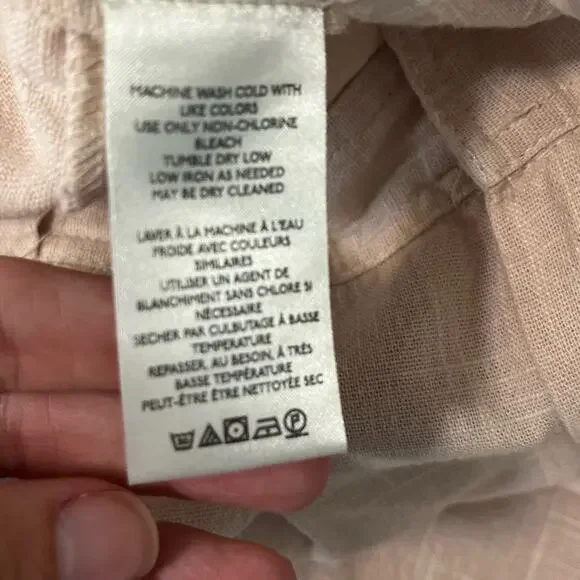 MACHINE WASH COLD WITH
LIKE COLORS
USE ONLY NON-CHLORINE
BLEACH
TUMBLE DRY LOW
LOW IRON AS NEEDED
MAY BE DRY CLEANED
LAVER À LA MACHINE À L'EAU
FROIDE AVEC COULEURS
SIMILAIRES
UTILISER UN AGENT DE
BLANCHIMENT SANS CHLORE SI
NÉCESSAIRE
SECHER PAR CULBUTAGE À BASSE
TEMPERATURE
REPASSER, AU BESOIN, À TRÈS
BASSE TEMPÉRATURE
PEUT-ÊTRE ÊTRE NETTOYÉE SEC
P